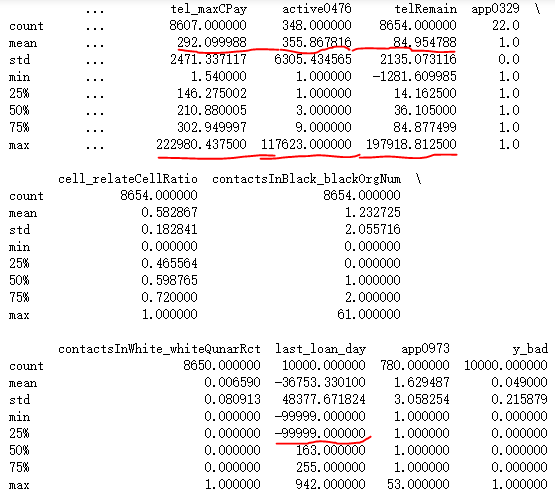 ... tel_maxCPay active0476 telRemain app0329 \
count ... 8607.000000 348.000000 8654.000000 22.0
mean ... 292.099988 355.867816 84.954788 1.0
std ... 2471.337117 6305.434565 2135.073116 0.0
min ... 1.540000 1.000000 -1281.609985 1.0
25% ... 146.275002 1.000000 14.162500 1.0
50% ... 210.880005 3.000000 36.105000 1.0
75% ... 302.949997 9.000000 84.877499 1.0
max ... 222980.437500 117623.000000 197918.812500 1.0
cell_relateCellRatio contactsInBlack_blackOrgNum \
count 8654.000000 8654.000000
mean 0.582867 1.232725
std 0.182841 2.055716
min 0.000000 0.000000
25% 0.465564 0.000000
50% 0.598765 1.000000
75% 0.720000 2.000000
max 1.000000 61.000000
contactsInWhite_whiteQunarRct last_loan_day app0973 y_bad
count 8650.000000 10000.000000 780.000000 10000.000000
mean 0.006590 -36753.330100 1.629487 0.049000
std 0.080913 48377.671824 3.058254 0.215879
min 0.000000 -99999.000000 1.000000 0.000000
25% 0.000000 -99999.000000 1.000000 0.000000
50% 0.000000 163.000000 1.000000 0.000000
75% 0.000000 255.000000 1.000000 0.000000
max 1.000000 942.000000 53.000000 1.000000